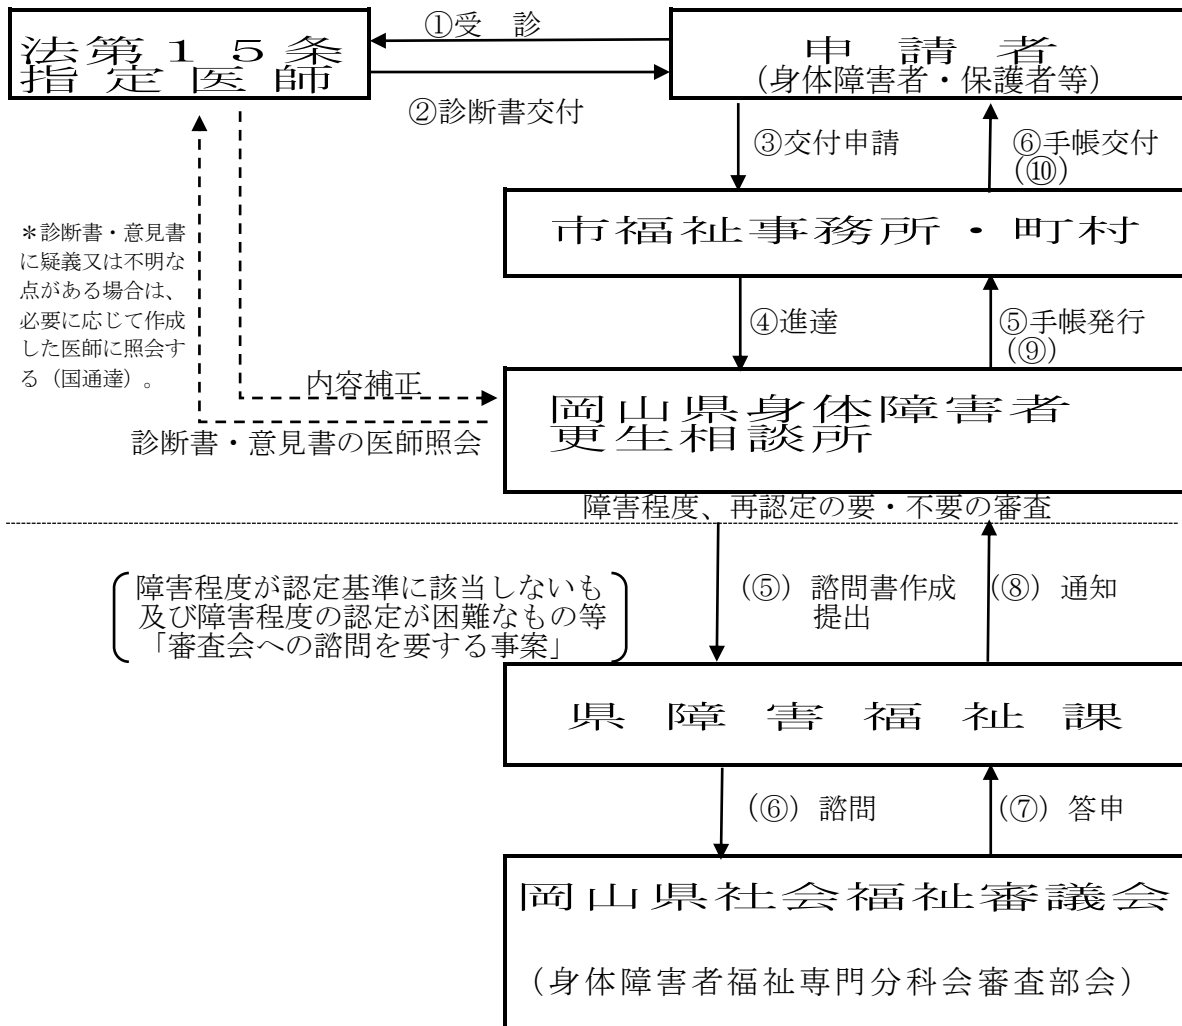 ①受　診
法第１５条
指定医師
申請者
(身体障害者・保護者等)
②診断書交付
③交付申請
⑥手帳交付
(⑩)
市福祉事務所・町村
＊診断書・意見書
に疑義又は不明な
点がある場合は、
必要に応じて作成
した医師に照会す
る（国通達）。
④進達
⑤手帳発行
(⑨)
内容補正
診断書・意見書の医師照会
岡山県身体障害者
更生相談所
障害程度、再認定の要・不要の審査
障害程度が認定基準に該当しないも
及び障害程度の認定が困難なもの等
「審査会への諮問を要する事案」
(⑤) 諮問書作成
提出
(⑧) 通知
県障害福祉課
(⑥) 諮問
(⑦) 答申
岡山県社会福祉審議会
(身体障害者福祉専門分科会審査部会)